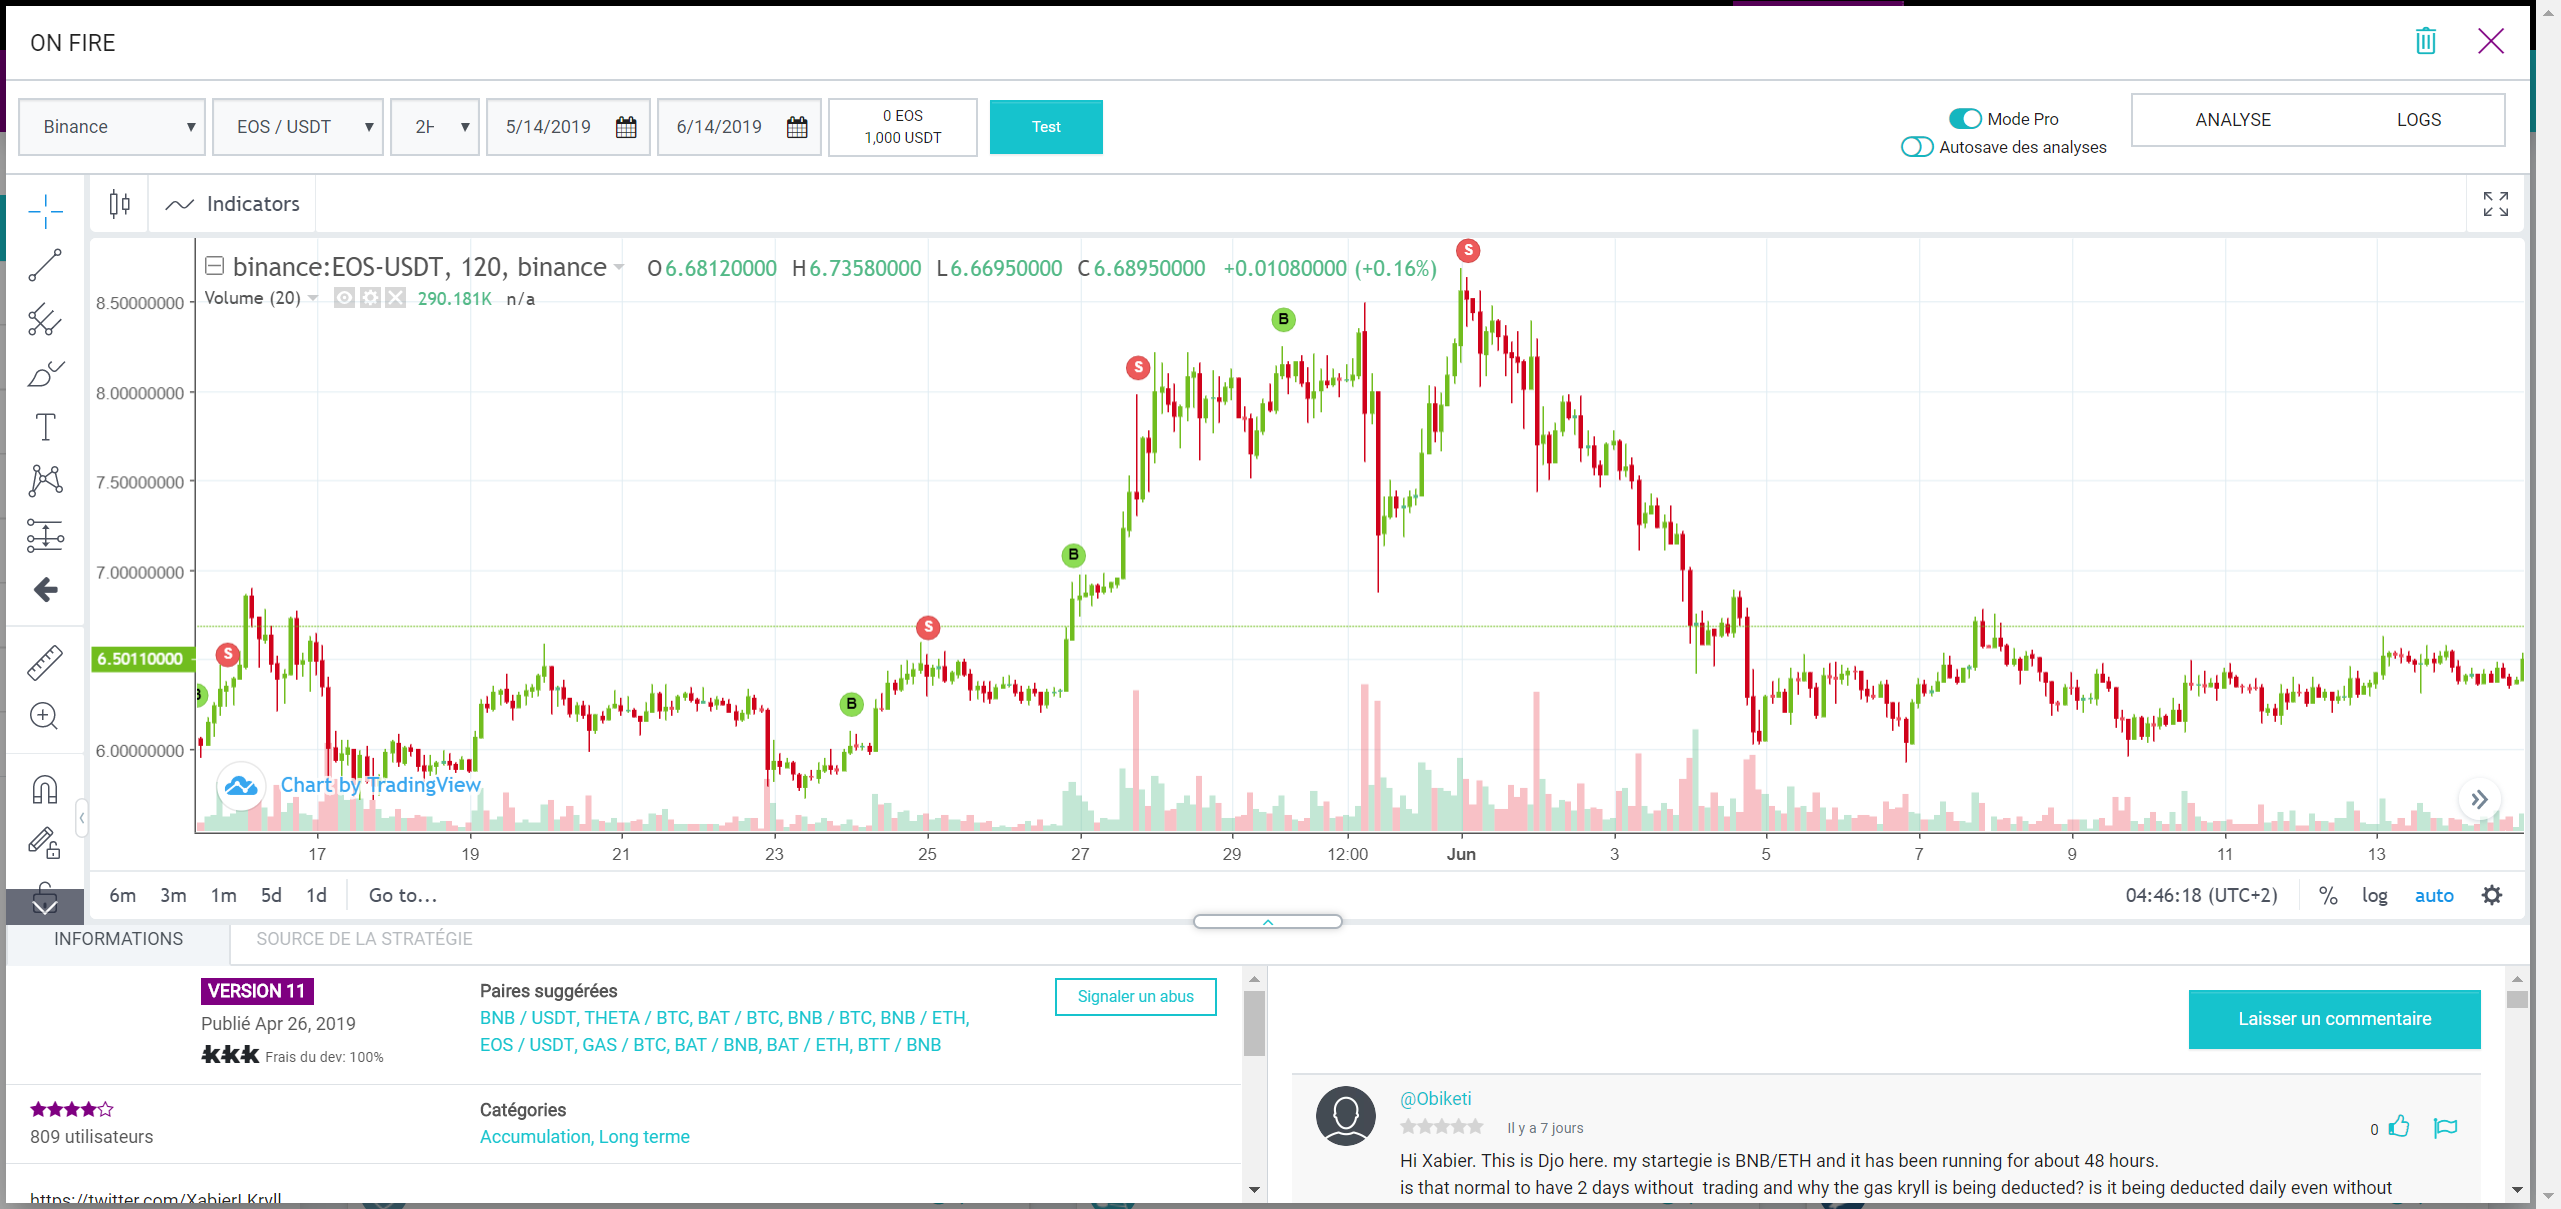 ON FIRE
Binance
EOS / USDT
5/14/2019
6/14/2019
0 EOS
1,000 USDT
Test
Mode Pro
Autosave des analyses
ANALYSE
LOGS
Indicators
binance:EOS-USDT, 120, binance
O6.68120000 H6.73580000 L6.66950000 C6.68950000 +0.01080000 (+0.16%)
Volume (20)
290.181K n/a
8.50000000
8.00000000
7.50000000
7.00000000
6.50110000
6.00000000
B
S
B
S
B
S
B
S
Chart by TradingView
17 19 21 23 25 27 29 12:00 Jun 3 5 7 9 11 13
6m 3m 1m 5d 1d Go to...
04:46:18 (UTC+2) % log auto
INFORMATIONS
SOURCE DE LA STRATÉGIE
VERSION 11
Publié Apr 26, 2019
kkk Frais du dev: 100%
Paires suggérées
BNB / USDT, THETA / BTC, BAT / BTC, BNB / BTC, BNB / ETH,
EOS / USDT, GAS / BTC, BAT / BNB, BAT / ETH, BTT / BNB
Signaler un abus
809 utilisateurs
Catégories
Accumulation, Long terme
https://twitter.com/XabierLKryll
Laisser un commentaire
@Obiketi
Il y a 7 jours
0
Hi Xabier. This is Djo here. my startegie is BNB/ETH and it has been running for about 48 hours.
is that normal to have 2 days without trading and why the gas kryll is being deducted? is it being deducted daily even without